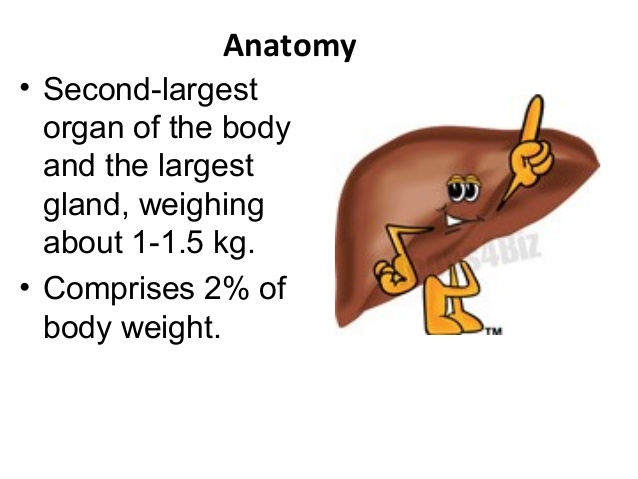 Anatomy
• Second-largest
organ of the body
and the largest
gland, weighing
about 1-1.5 kg.
• Comprises 2% of
body weight.
s4Biz
TM